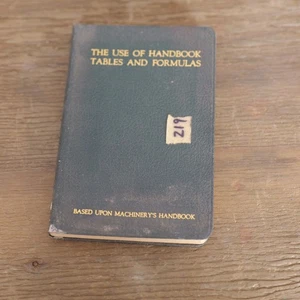 THE USE OF HANDBOOK
TABLES AND FORMULAS
219
BASED UPON MACHINERY'S HANDBOOK